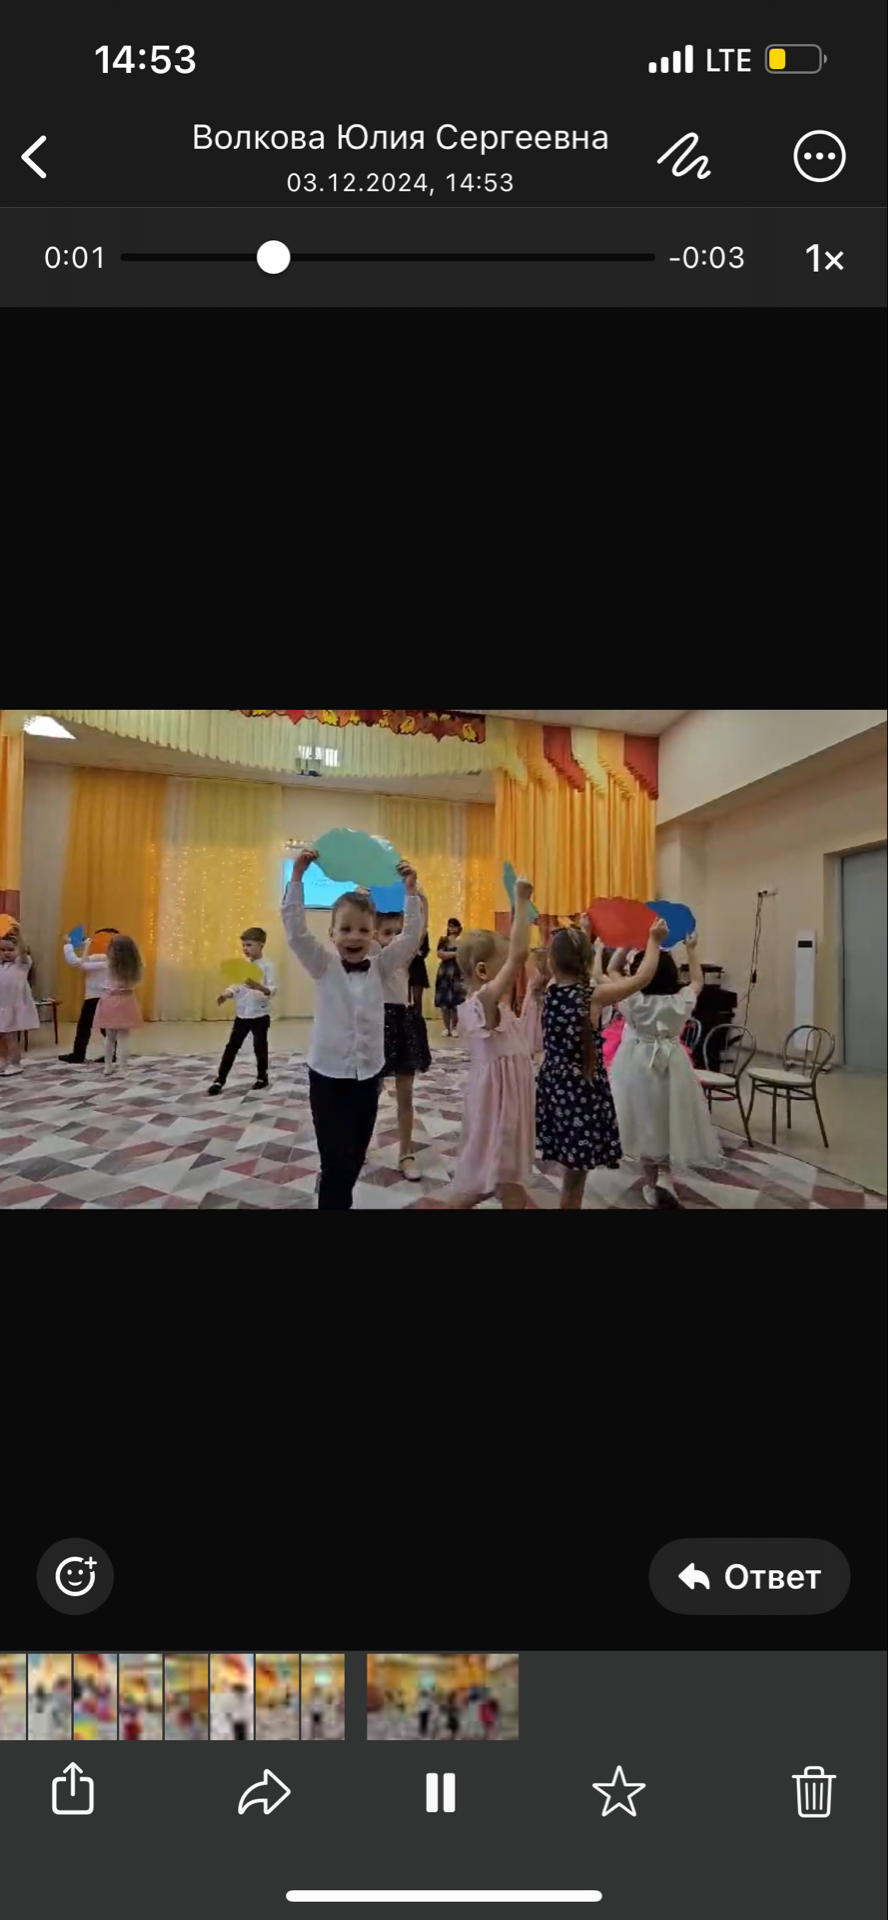 14:53
LTE
Волкова Юлия Сергеевна
03.12.2024, 14:53
0:01
-0:03
1×
Ответ